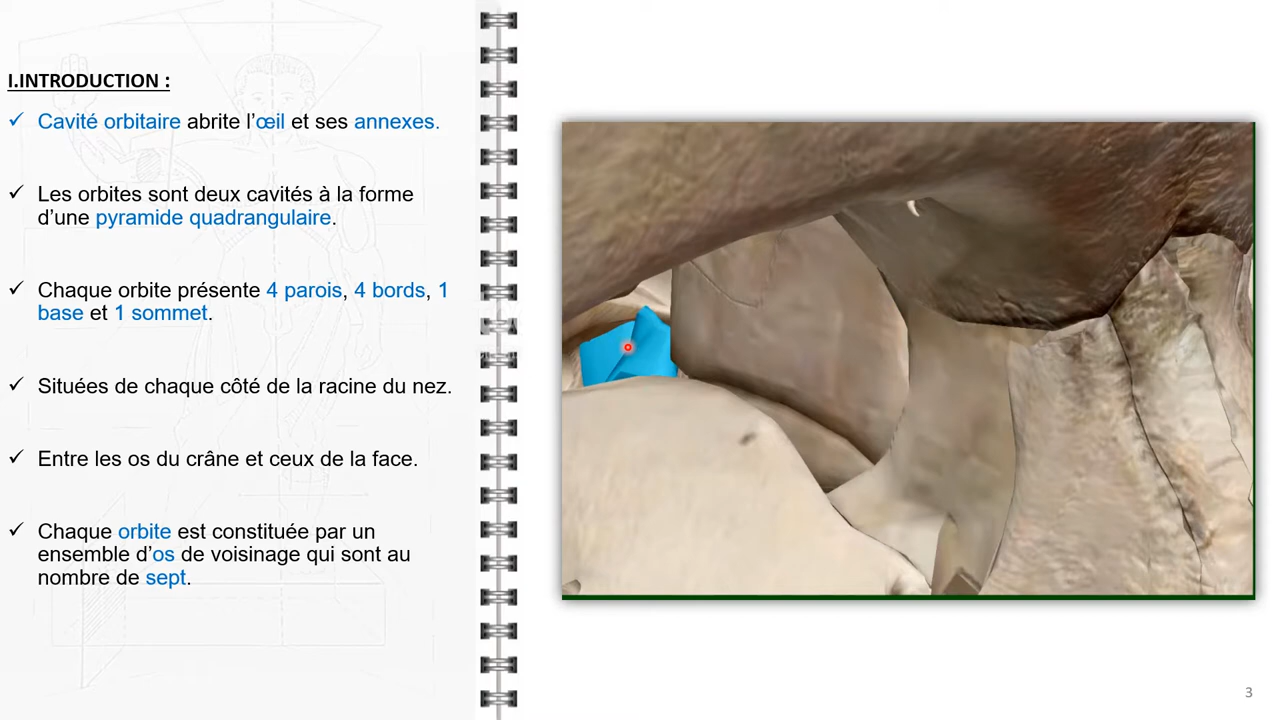 I.INTRODUCTION :
✓ Cavité orbitaire abrite l’œil et ses annexes.
✓ Les orbites sont deux cavités à la forme
d’une pyramide quadrangulaire.
✓ Chaque orbite présente 4 parois, 4 bords, 1
base et 1 sommet.
✓ Situées de chaque côté de la racine du nez.
✓ Entre les os du crâne et ceux de la face.
✓ Chaque orbite est constituée par un
ensemble d’os de voisinage qui sont au
nombre de sept.
3